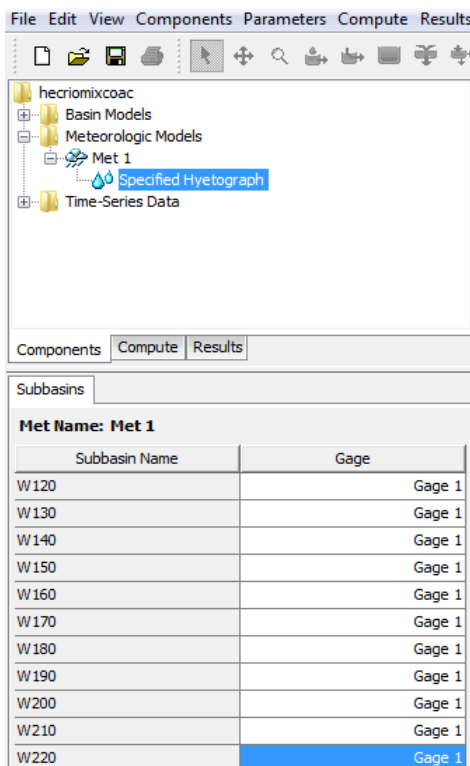 File Edit View Components Parameters Compute Results
hecriomixcoac
Basin Models
Meteorologic Models
Met 1
Specified Hyetograph
Time-Series Data
Components Compute Results
Subbasins
Met Name: Met 1
Subbasin Name Gage
W120 Gage 1
W130 Gage 1
W140 Gage 1
W150 Gage 1
W160 Gage 1
W170 Gage 1
W180 Gage 1
W190 Gage 1
W200 Gage 1
W210 Gage 1
W220 Gage 1